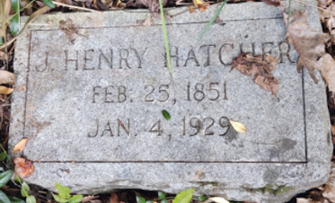 J. HENRY HATCHER
FEB. 25, 1851
JAN. 4, 1929